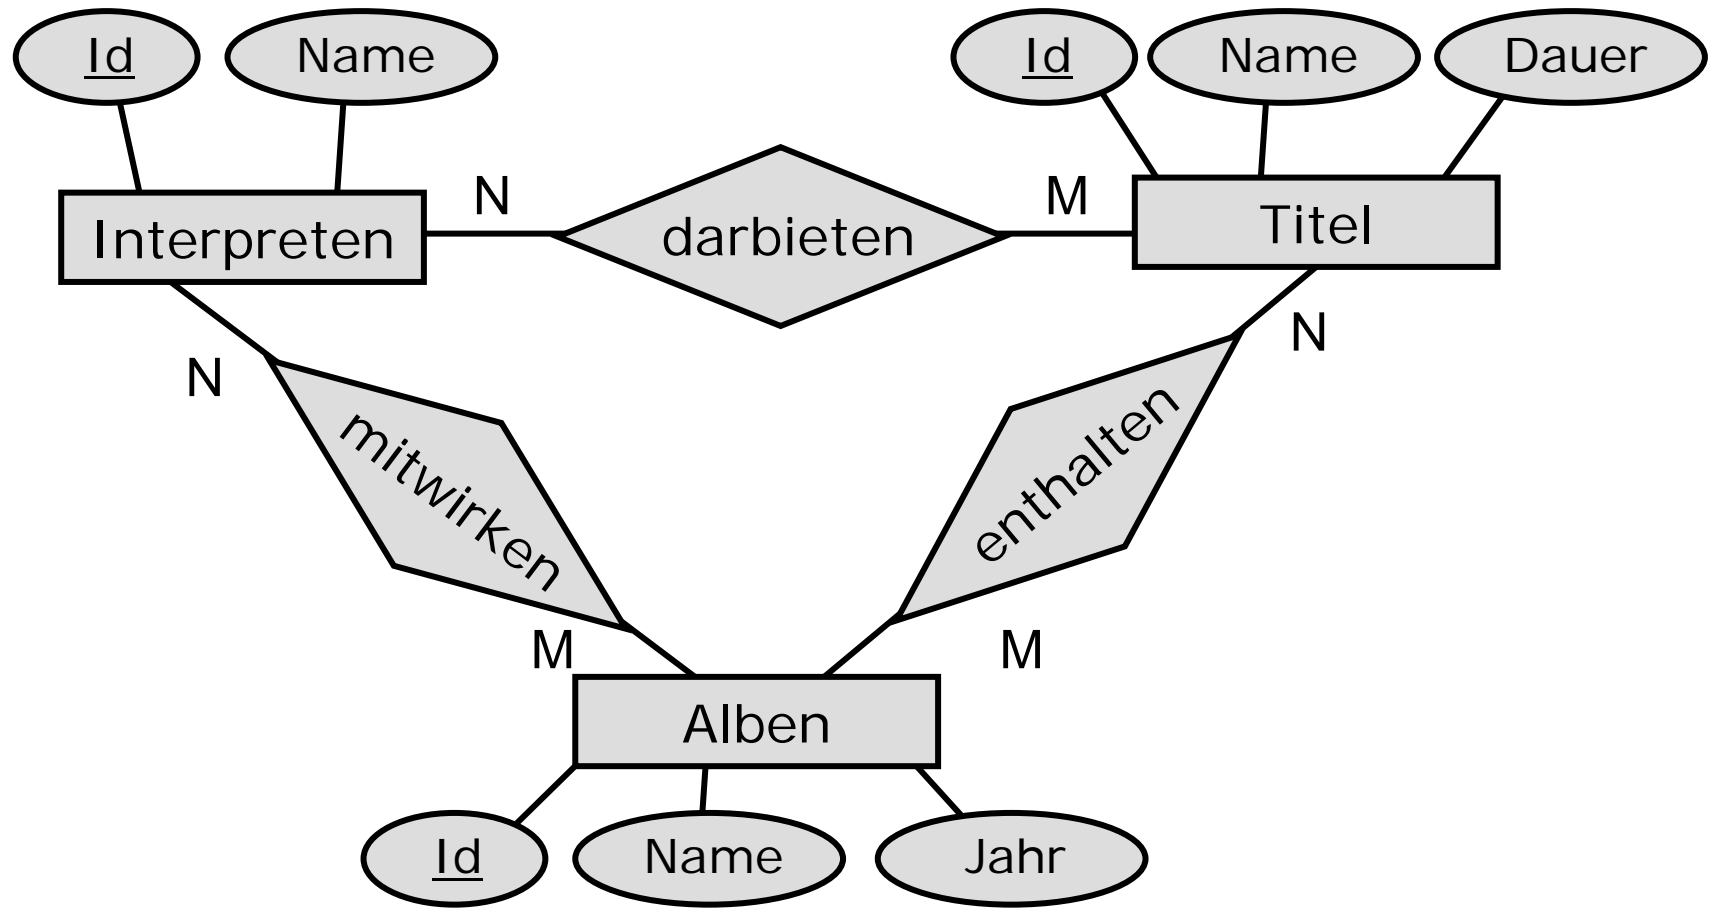 Id
Name
Id
Name
Dauer
Interpreten
N
darbieten
M
Titel
N
mitwirken
M
N
enthalten
M
Alben
Id
Name
Jahr